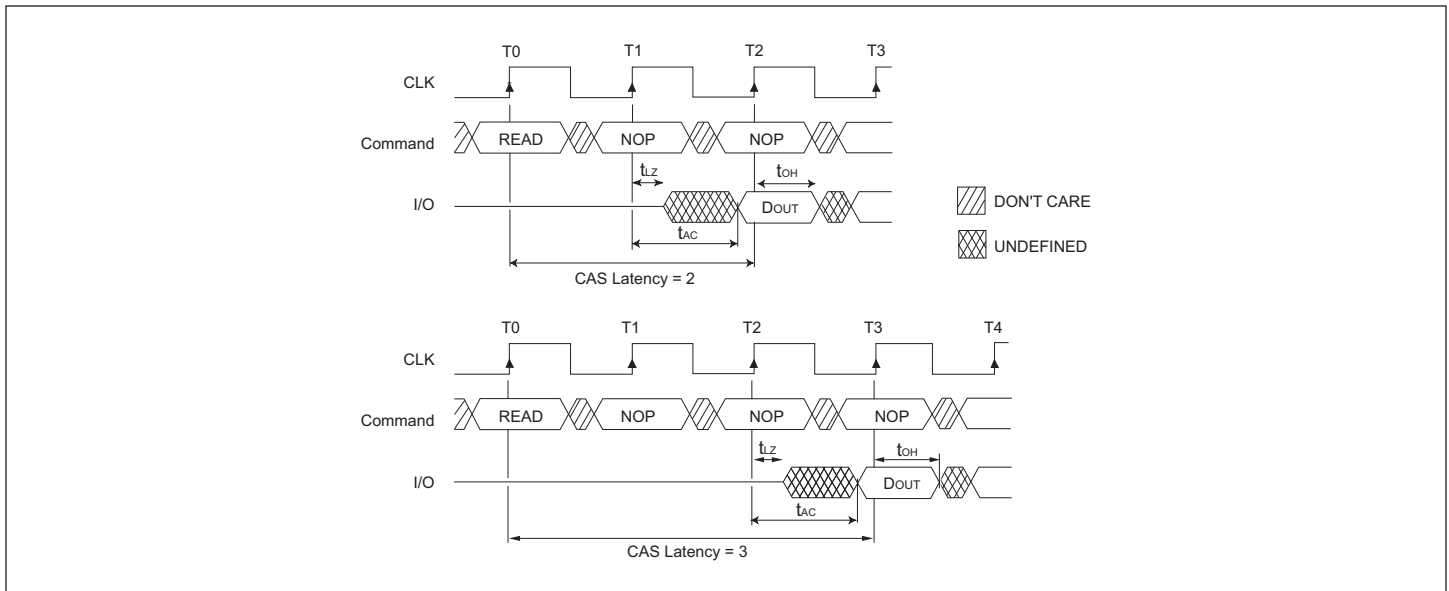 T0 T1 T2 T3
CLK
Command READ NOP NOP
tLZ tOH
I/O DOUT
DON'T CARE
tAC
UNDEFINED
CAS Latency = 2
T0 T1 T2 T3 T4
CLK
Command READ NOP NOP NOP
tLZ tOH
I/O DOUT
tAC
CAS Latency = 3